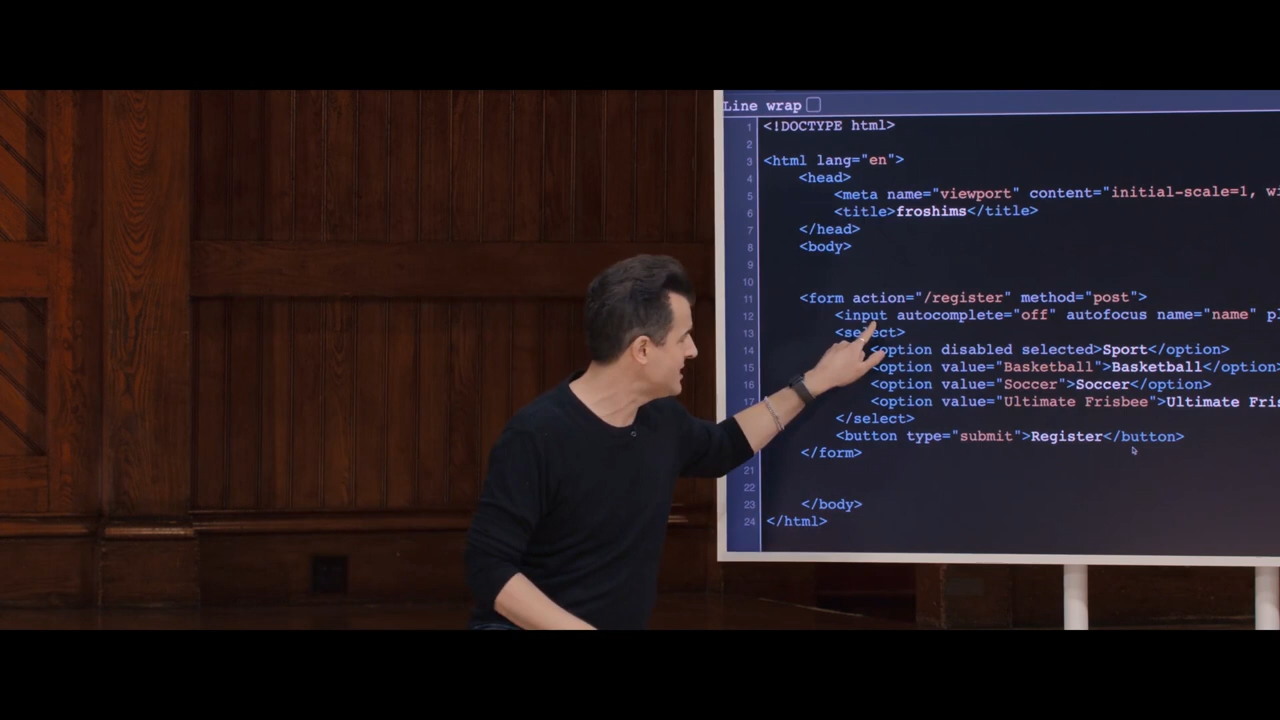 Line wrap
1 <!DOCTYPE html>
2
3 <html lang="en">
4 <head>
5 <meta name="viewport" content="initial-scale=1,
6 <title>froshims</title>
7 </head>
8 <body>
9
10
11 <form action="/register" method="post">
12 <input autocomplete="off" autofocus name="name"
13 <select>
14 <option disabled selected>Sport</option>
15 <option value="Basketball">Basketball</option>
16 <option value="Soccer">Soccer</option>
17 <option value="Ultimate Frisbee">Ultimate
</select>
<button type="submit">Register</button>
</form>
21
22
23 </body>
24 </html>